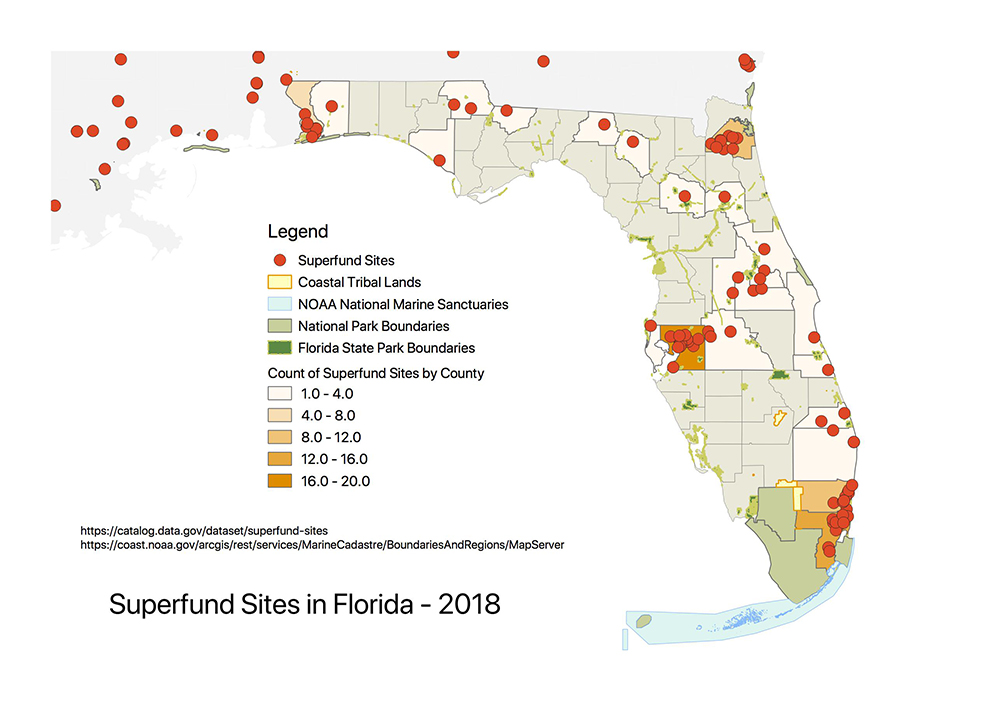 Legend
Superfund Sites
Coastal Tribal Lands
NOAA National Marine Sanctuaries
National Park Boundaries
Florida State Park Boundaries
Count of Superfund Sites by County
1.0 - 4.0
4.0 - 8.0
8.0 - 12.0
12.0 - 16.0
16.0 - 20.0
https://catalog.data.gov/dataset/superfund-sites
https://coast.noaa.gov/arcgis/rest/services/MarineCadastre/BoundariesAndRegions/MapServer
Superfund Sites in Florida - 2018